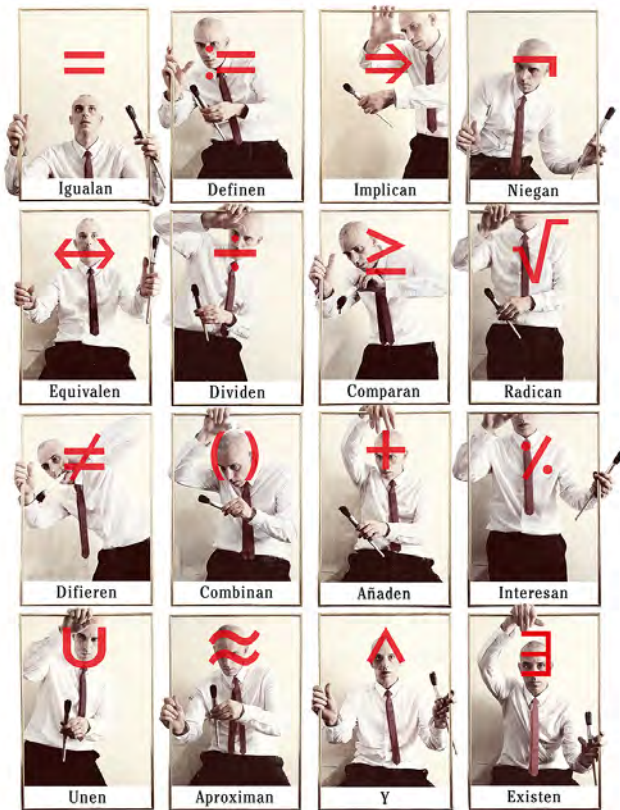 =
:=
⇒
¬
Igualan
Definen
Implican
Niegan
↔
÷
≥
√
Equivalen
Dividen
Comparan
Radican
≠
()
+
%
Difieren
Combinan
Añaden
Interesan
∪
≈
∧
∃
Unen
Aproximan
Y
Existen